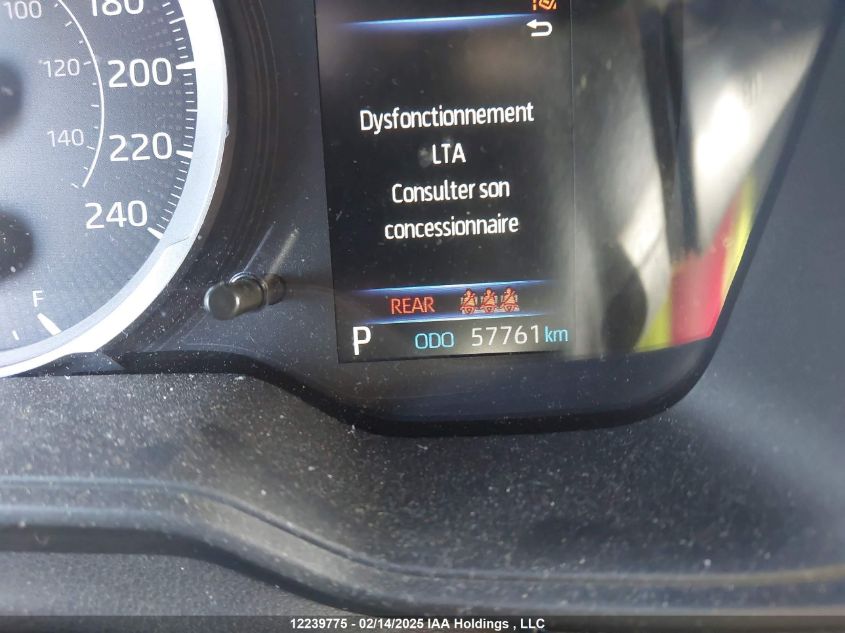 100
180
120
200
140
220
240
F
Dysfonctionnement
LTA
Consulter son
concessionnaire
REAR
P ODO 57761 km
12239775 - 02/14/2025 IAA Holdings , LLC